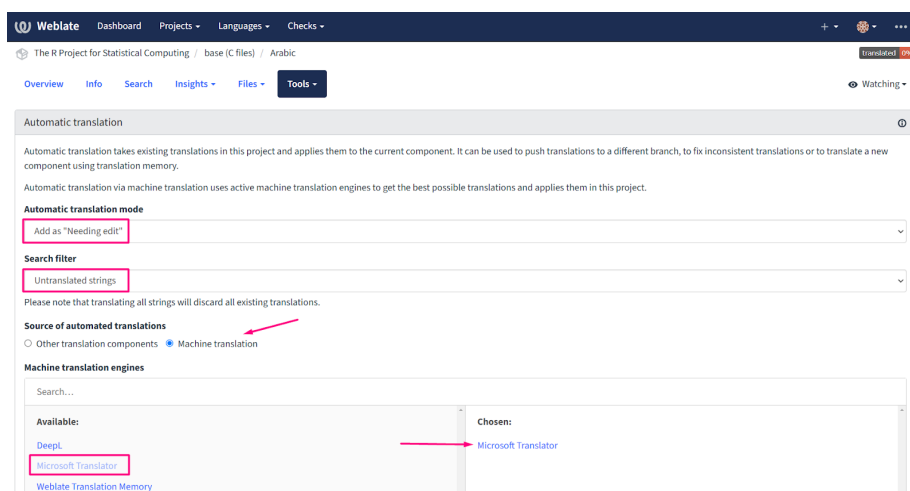 Weblate Dashboard Projects Languages Checks
The R Project for Statistical Computing / base (C files) / Arabic
translated 0%
Overview Info Search Insights Files Tools
Watching
Automatic translation
Automatic translation takes existing translations in this project and applies them to the current component. It can be used to push translations to a different branch, to fix inconsistent translations or to translate a new
component using translation memory.
Automatic translation via machine translation uses active machine translation engines to get the best possible translations and applies them in this project.
Automatic translation mode
Add as "Needing edit"
Search filter
Untranslated strings
Please note that translating all strings will discard all existing translations.
Source of automated translations
Other translation components Machine translation
Machine translation engines
Search...
Available: Chosen:
DeepL Microsoft Translator
Microsoft Translator
Weblate Translation Memory